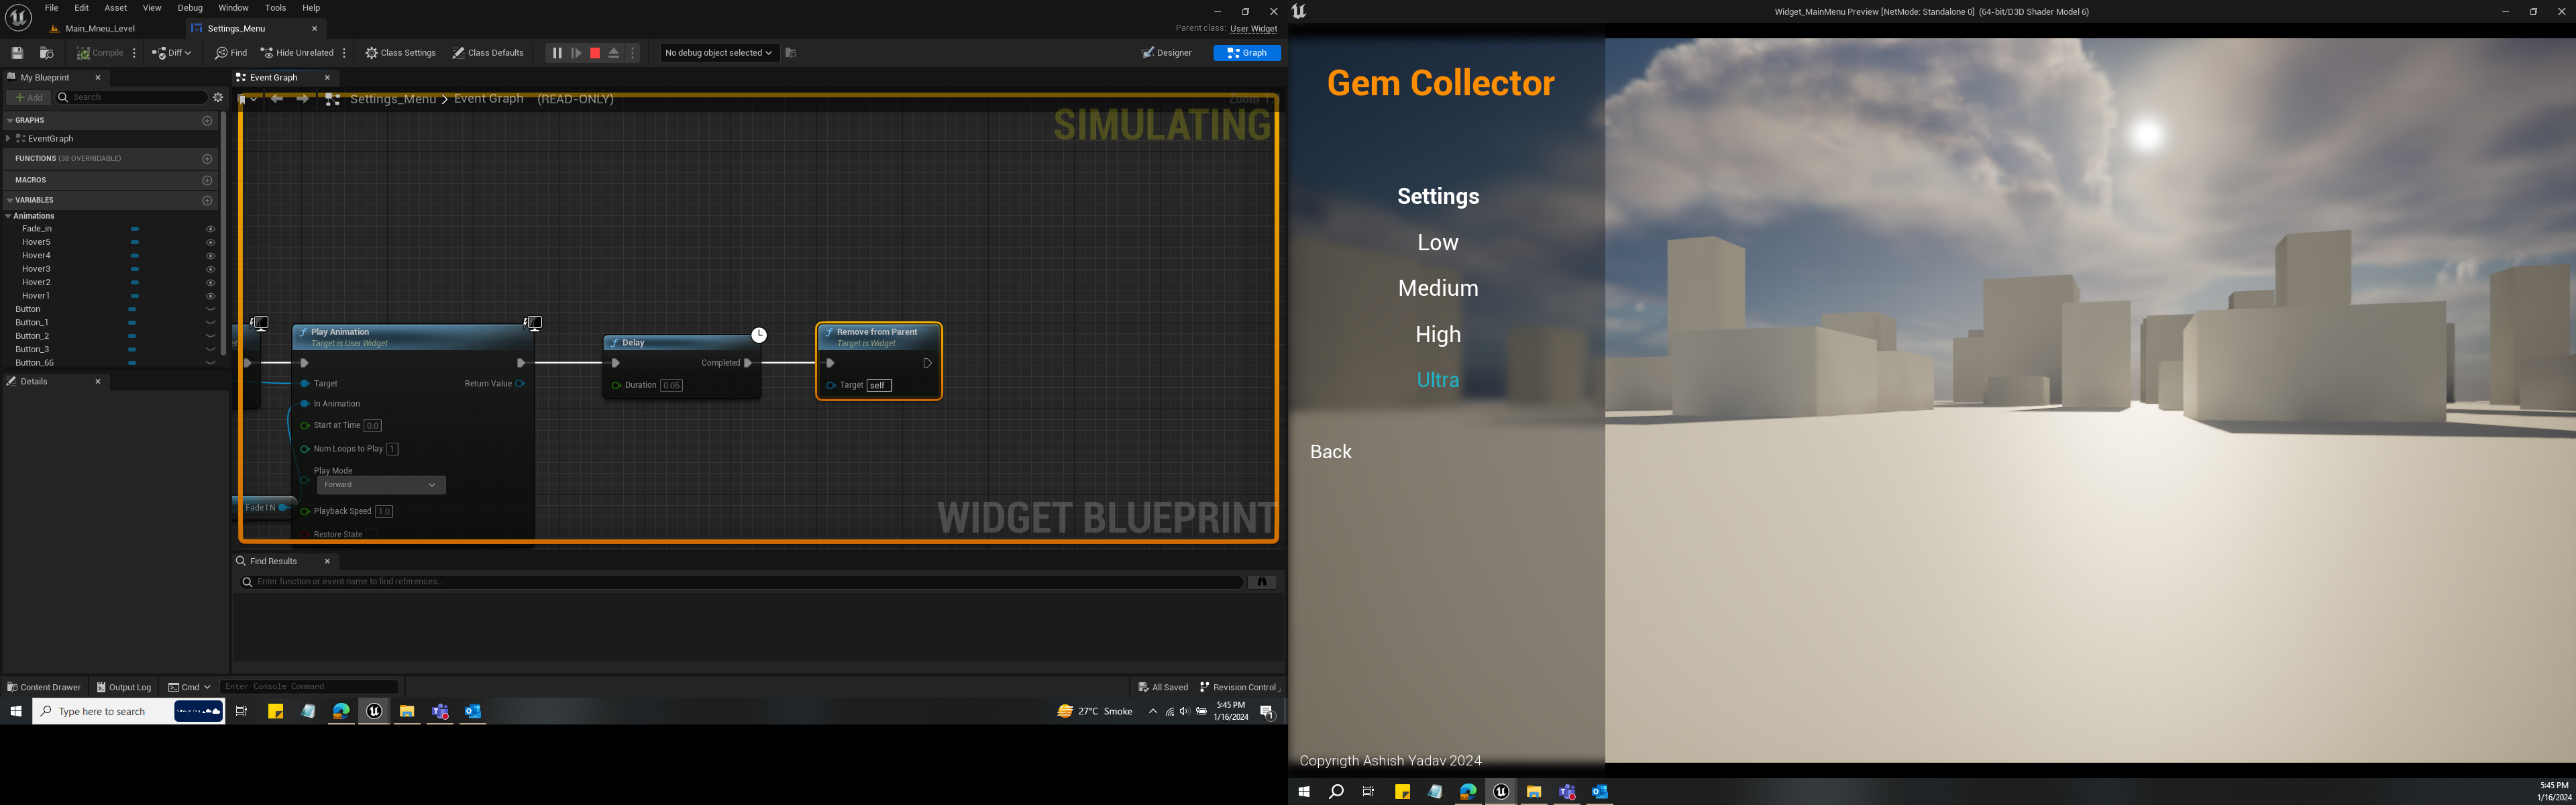 File Edit Asset View Debug Window Tools Help
Main_Mneu_Level
Settings_Menu
Parent class: User Widget
Compile
Diff
Find
Hide Unrelated
Class Settings
Class Defaults
No debug object selected
Designer
Graph
My Blueprint
Event Graph
+ Add
Search
Settings_Menu > Event Graph (READ-ONLY)
SIMULATING
GRAPHS
EventGraph
FUNCTIONS (38 OVERRIDABLE)
MACROS
VARIABLES
Animations
Fade_in
Hover5
Hover4
Hover3
Hover2
Hover1
Button
Button_1
Button_2
Button_3
Button_66
Details
Play Animation
Target is User Widget
Target
Return Value
In Animation
Start at Time 0.0
Num Loops to Play 1
Play Mode
Forward
Playback Speed 1.0
Restore State
Fade I N
Delay
Completed
Duration 0.05
Remove from Parent
Target is Widget
Target self
WIDGET BLUEPRINT
Find Results
Enter function or event name to find references...
Content Drawer
Output Log
Cmd
Enter Console Command
All Saved
Revision Control
Type here to search
27°C Smoke
5:45 PM
1/16/2024
1
Widget_MainMenu Preview [NetMode: Standalone 0] (64-bit/D3D Shader Model 6)
Gem Collector
Settings
Low
Medium
High
Ultra
Back
Copyrigth Ashish Yadav 2024
5:45 PM
1/16/2024